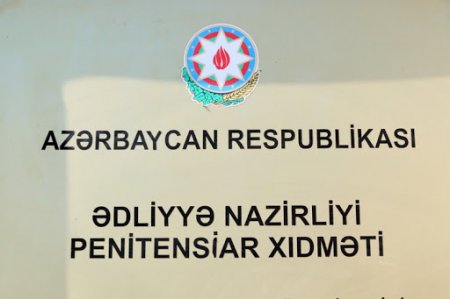 AZƏRBAYCAN RESPUBLİKASI
ƏDLİYYƏ NAZİRLİYİ
PENİTENSİAR XİDMƏTİ